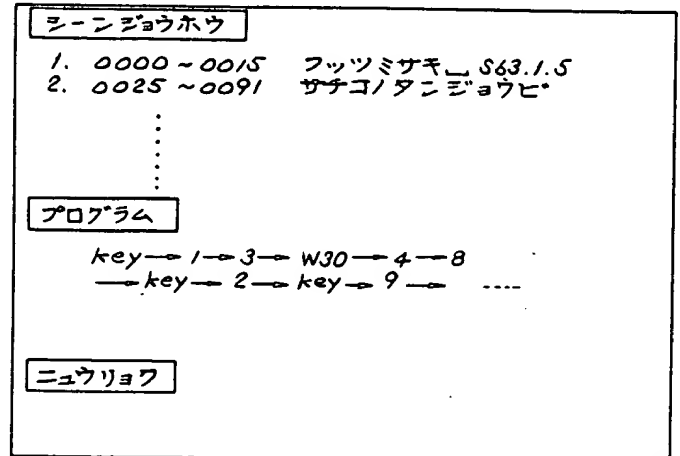 シーンジョウホウ
1. 0000~0015 フッツミサキ␣ S63.1.5
2. 0025~0091 サチコノタンジョウビ
プログラム
key→1→3→W30→4→8
→key→2→key→9→ ....
ニュウリョク